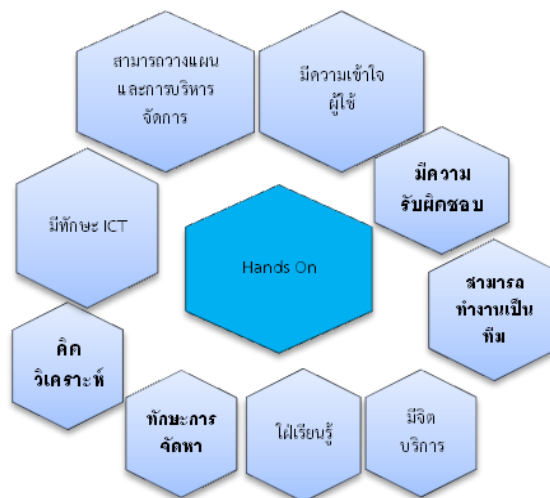 สามารถวางแผน
และการบริหาร
จัดการ
มีความเข้าใจ
ผู้ใช้
มีความ
รับผิดชอบ
มีทักษะ ICT
Hands On
สามารถ
ทำงานเป็น
ทีม
คิด
วิเคราะห์
ทักษะการ
จัดหา
ใฝ่เรียนรู้
มีจิต
บริการ